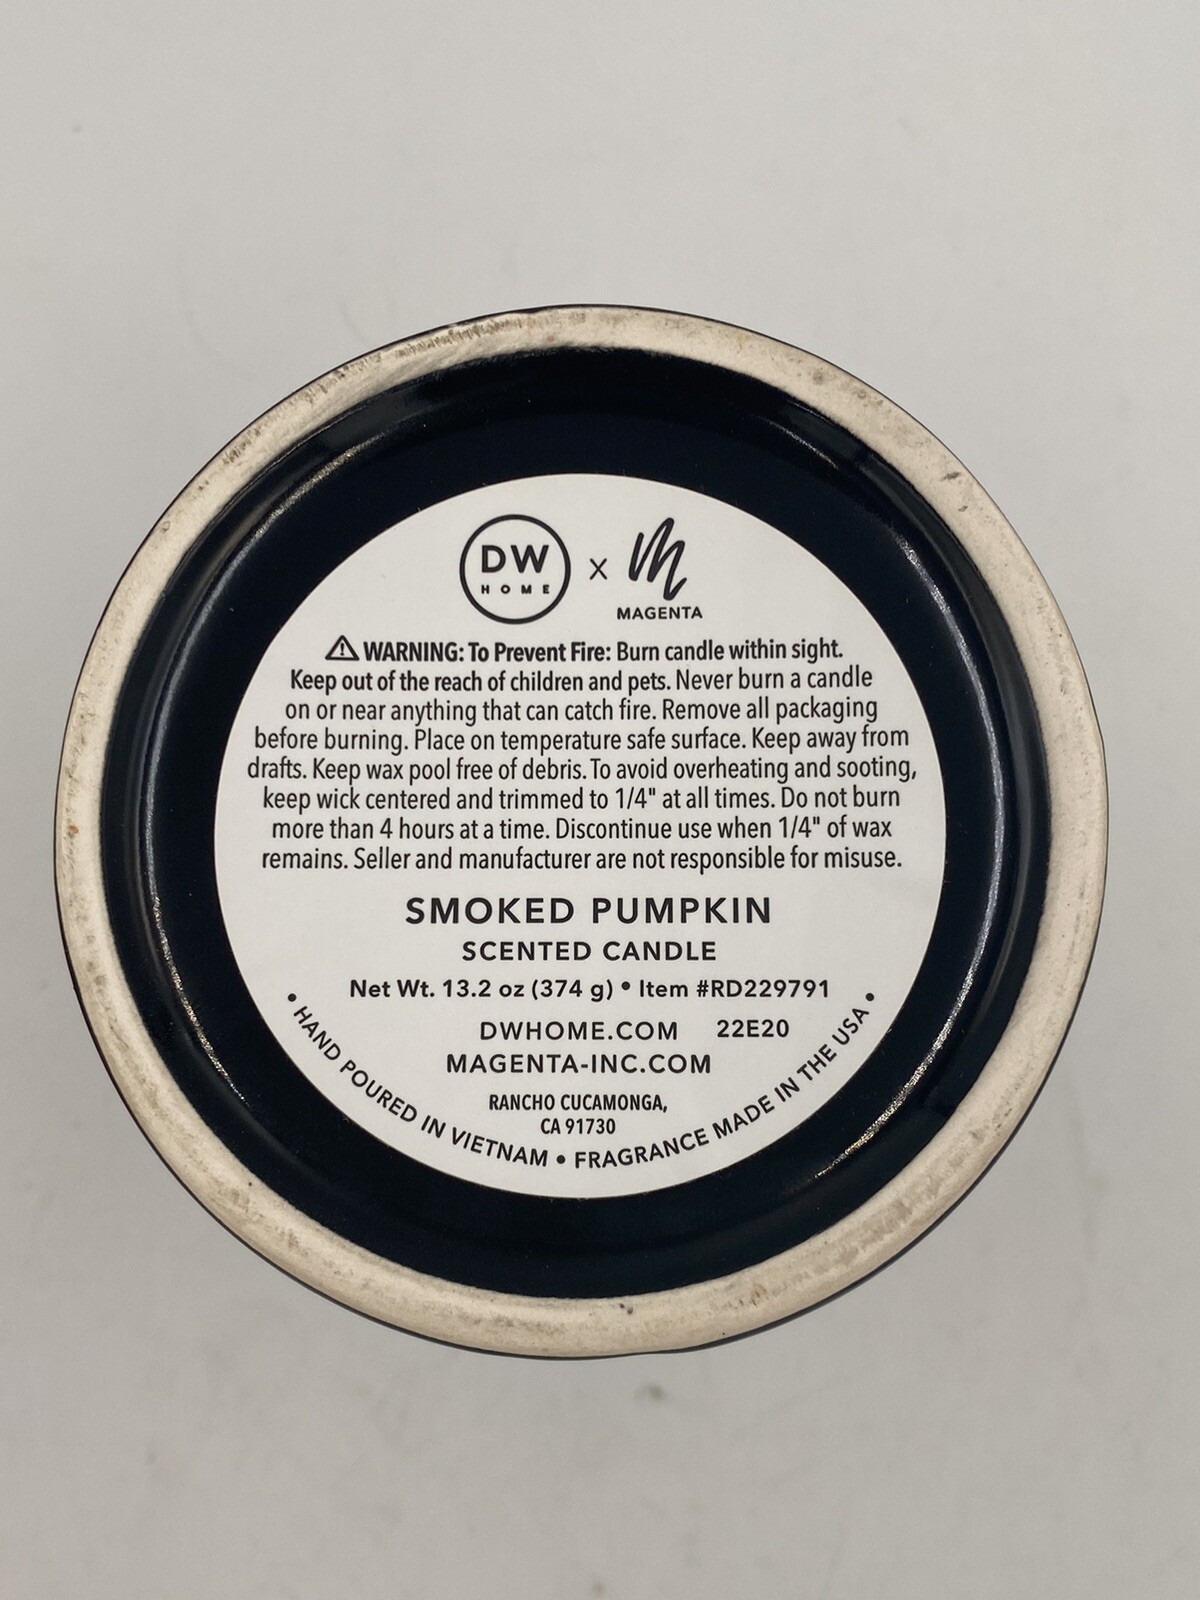 DW
HOME
X
M
MAGENTA
⚠ WARNING: To Prevent Fire: Burn candle within sight.
Keep out of the reach of children and pets. Never burn a candle
on or near anything that can catch fire. Remove all packaging
before burning. Place on temperature safe surface. Keep away from
drafts. Keep wax pool free of debris. To avoid overheating and sooting,
keep wick centered and trimmed to 1/4" at all times. Do not burn
more than 4 hours at a time. Discontinue use when 1/4" of wax
remains. Seller and manufacturer are not responsible for misuse.
SMOKED PUMPKIN
SCENTED CANDLE
Net Wt. 13.2 oz (374 g) • Item #RD229791
DWHOME.COM 22E20
MAGENTA-INC.COM
RANCHO CUCAMONGA,
CA 91730
• HAND POURED IN VIETNAM • FRAGRANCE MADE IN THE USA •